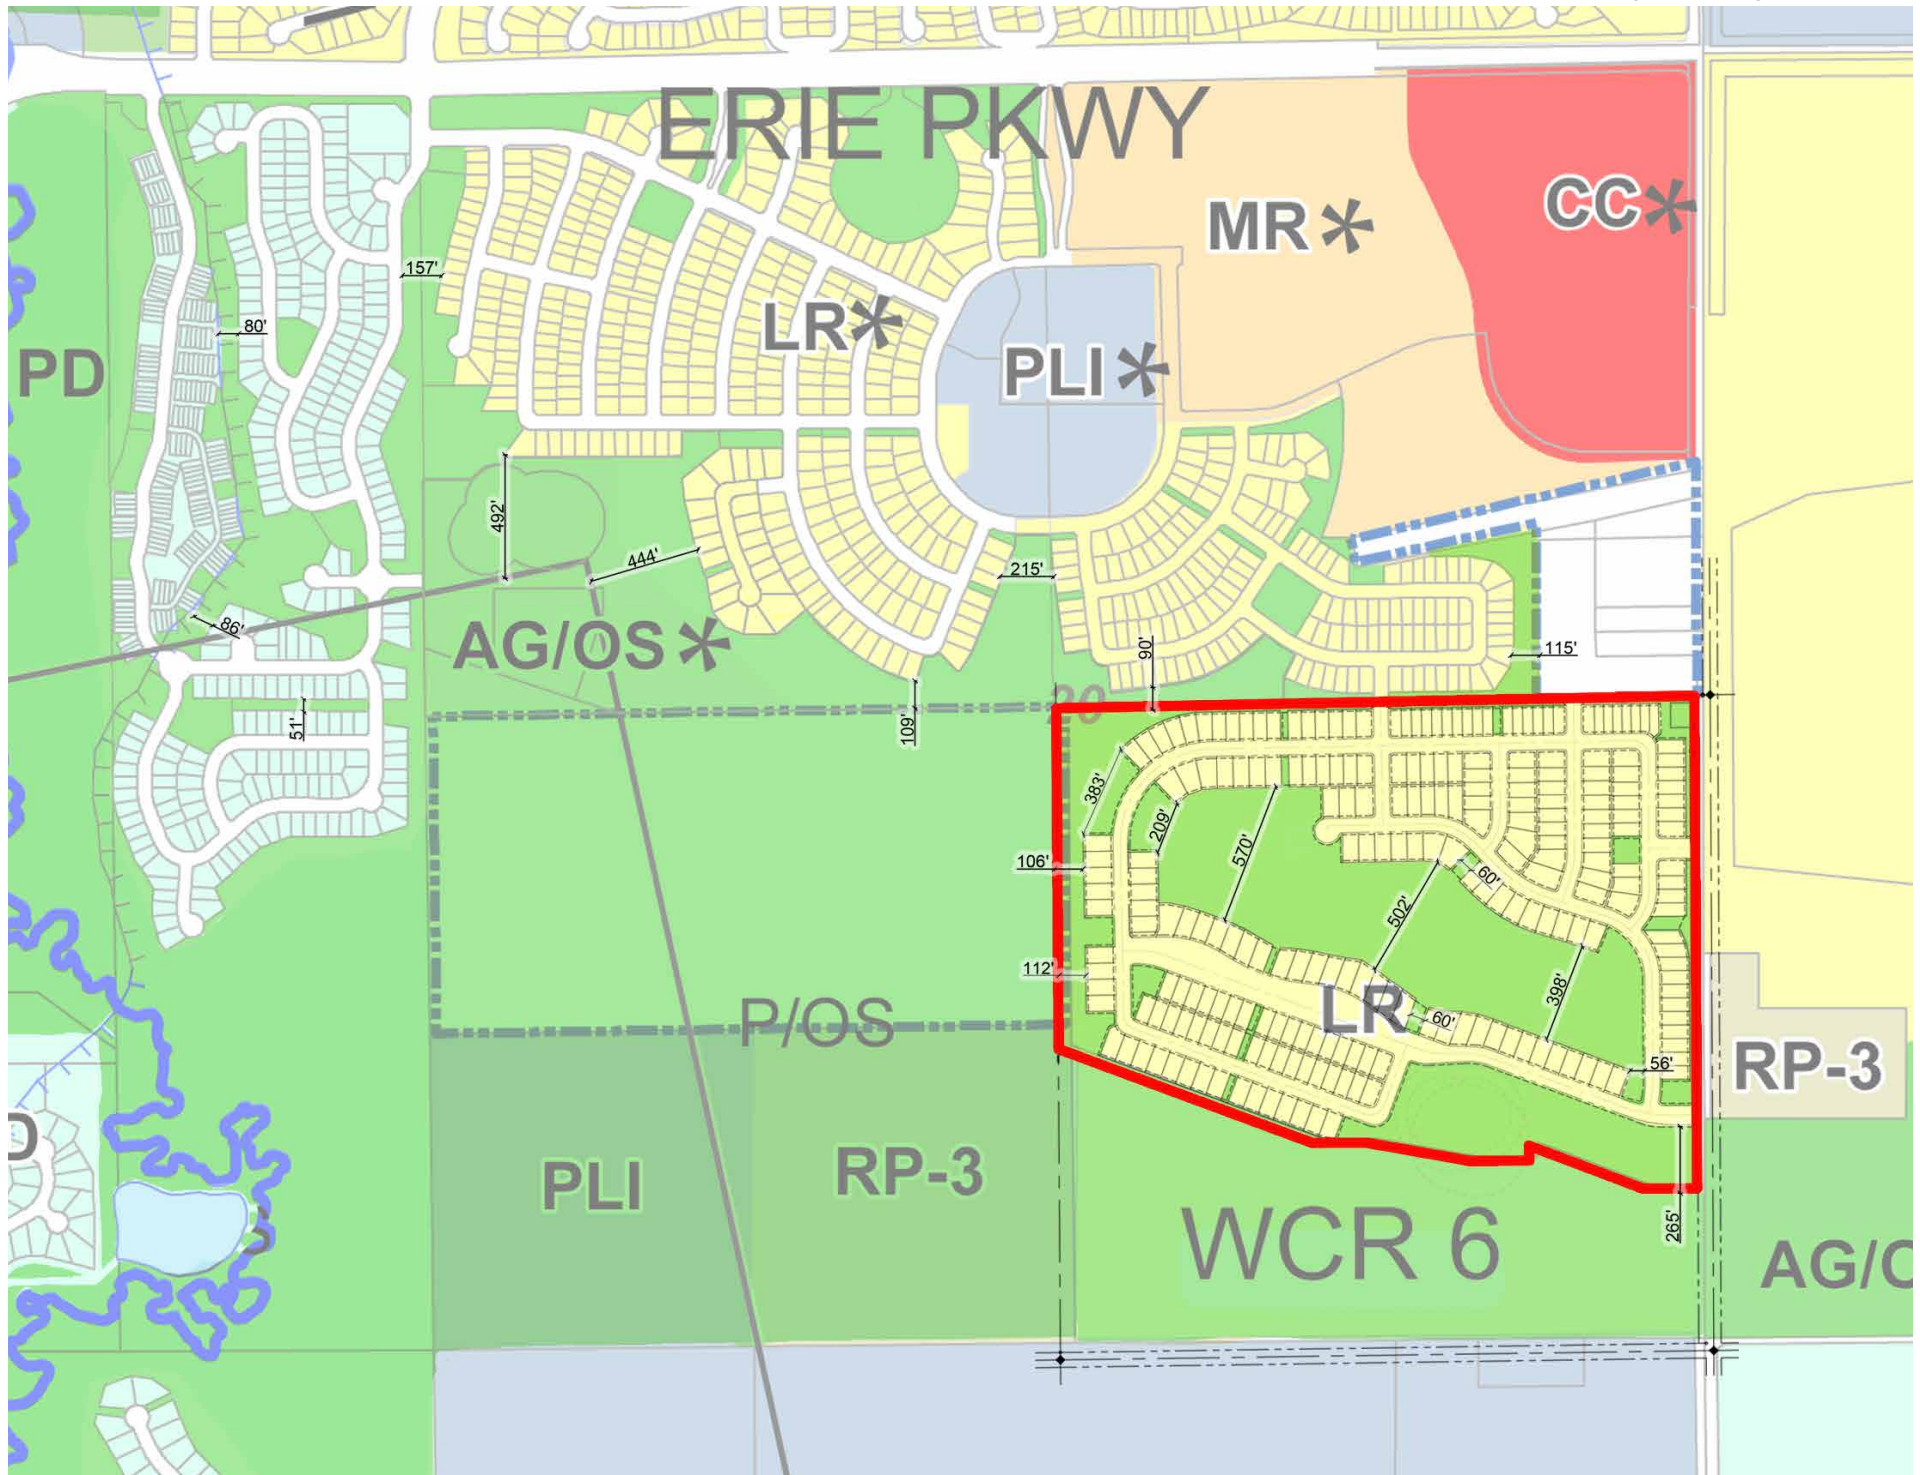 ERIE PKWY
MR *
CC *
157'
80'
LR *
PD
PLI *
492'
444'
215'
86'
AG/OS *
90'
115'
51'
109'
20
383'
209'
570'
106'
60'
502'
112'
398'
P/OS
LR
60'
56'
RP-3
D
PLI
RP-3
265'
WCR 6
AG/O